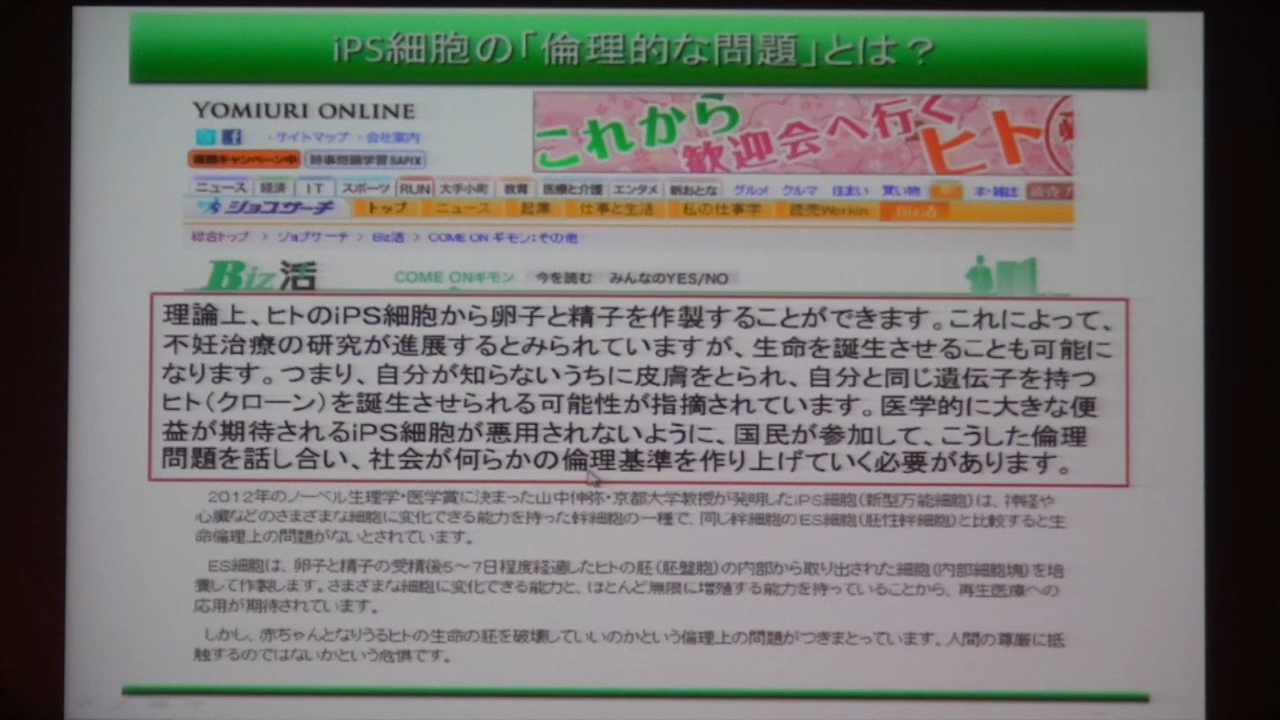 iPS細胞の「倫理的な問題」とは？
YOMIURI ONLINE
これから歓迎会へ行くヒト
・サイトマップ ・会社案内
購読キャンペーン中 時事問題学習 SAPIX
ニュース 経済 IT スポーツ RUN 大手小町 教育 医療と介護 エンタメ 新おとな グルメ クルマ 住まい 買い物 本・雑誌
ジョブサーチ トップ ニュース 起業 仕事と生活 私の仕事学 読売Workin Biz活
総合トップ > ジョブサーチ > Biz活 > COME ON ギモン：その他
Biz活 COME ONギモン 今を読む みんなのYES/NO
理論上、ヒトのiPS細胞から卵子と精子を作製することができます。これによって、
不妊治療の研究が進展するとみられていますが、生命を誕生させることも可能に
なります。つまり、自分が知らないうちに皮膚をとられ、自分と同じ遺伝子を持つ
ヒト（クローン）を誕生させられる可能性が指摘されています。医学的に大きな便
益が期待されるiPS細胞が悪用されないように、国民が参加して、こうした倫理
問題を話し合い、社会が何らかの倫理基準を作り上げていく必要があります。
2012年のノーベル生理学・医学賞に決まった山中伸弥・京都大学教授が発明したiPS細胞（新型万能細胞）は、神経や
心臓などのさまざまな細胞に変化できる能力を持った幹細胞の一種で、同じ幹細胞のES細胞（胚性幹細胞）と比較すると生
命倫理上の問題がないとされています。
ES細胞は、卵子と精子の受精後5～7日程度経過したヒトの胚（胚盤胞）の内部から取り出された細胞（内部細胞塊）を培
養して作製します。さまざまな細胞に変化できる能力と、ほとんど無限に増殖する能力を持っていることから、再生医療への
応用が期待されています。
しかし、赤ちゃんとなりうるヒトの生命の胚を破壊していいのかという倫理上の問題がつきまとっています。人間の尊厳に抵
触するのではないかという危惧です。